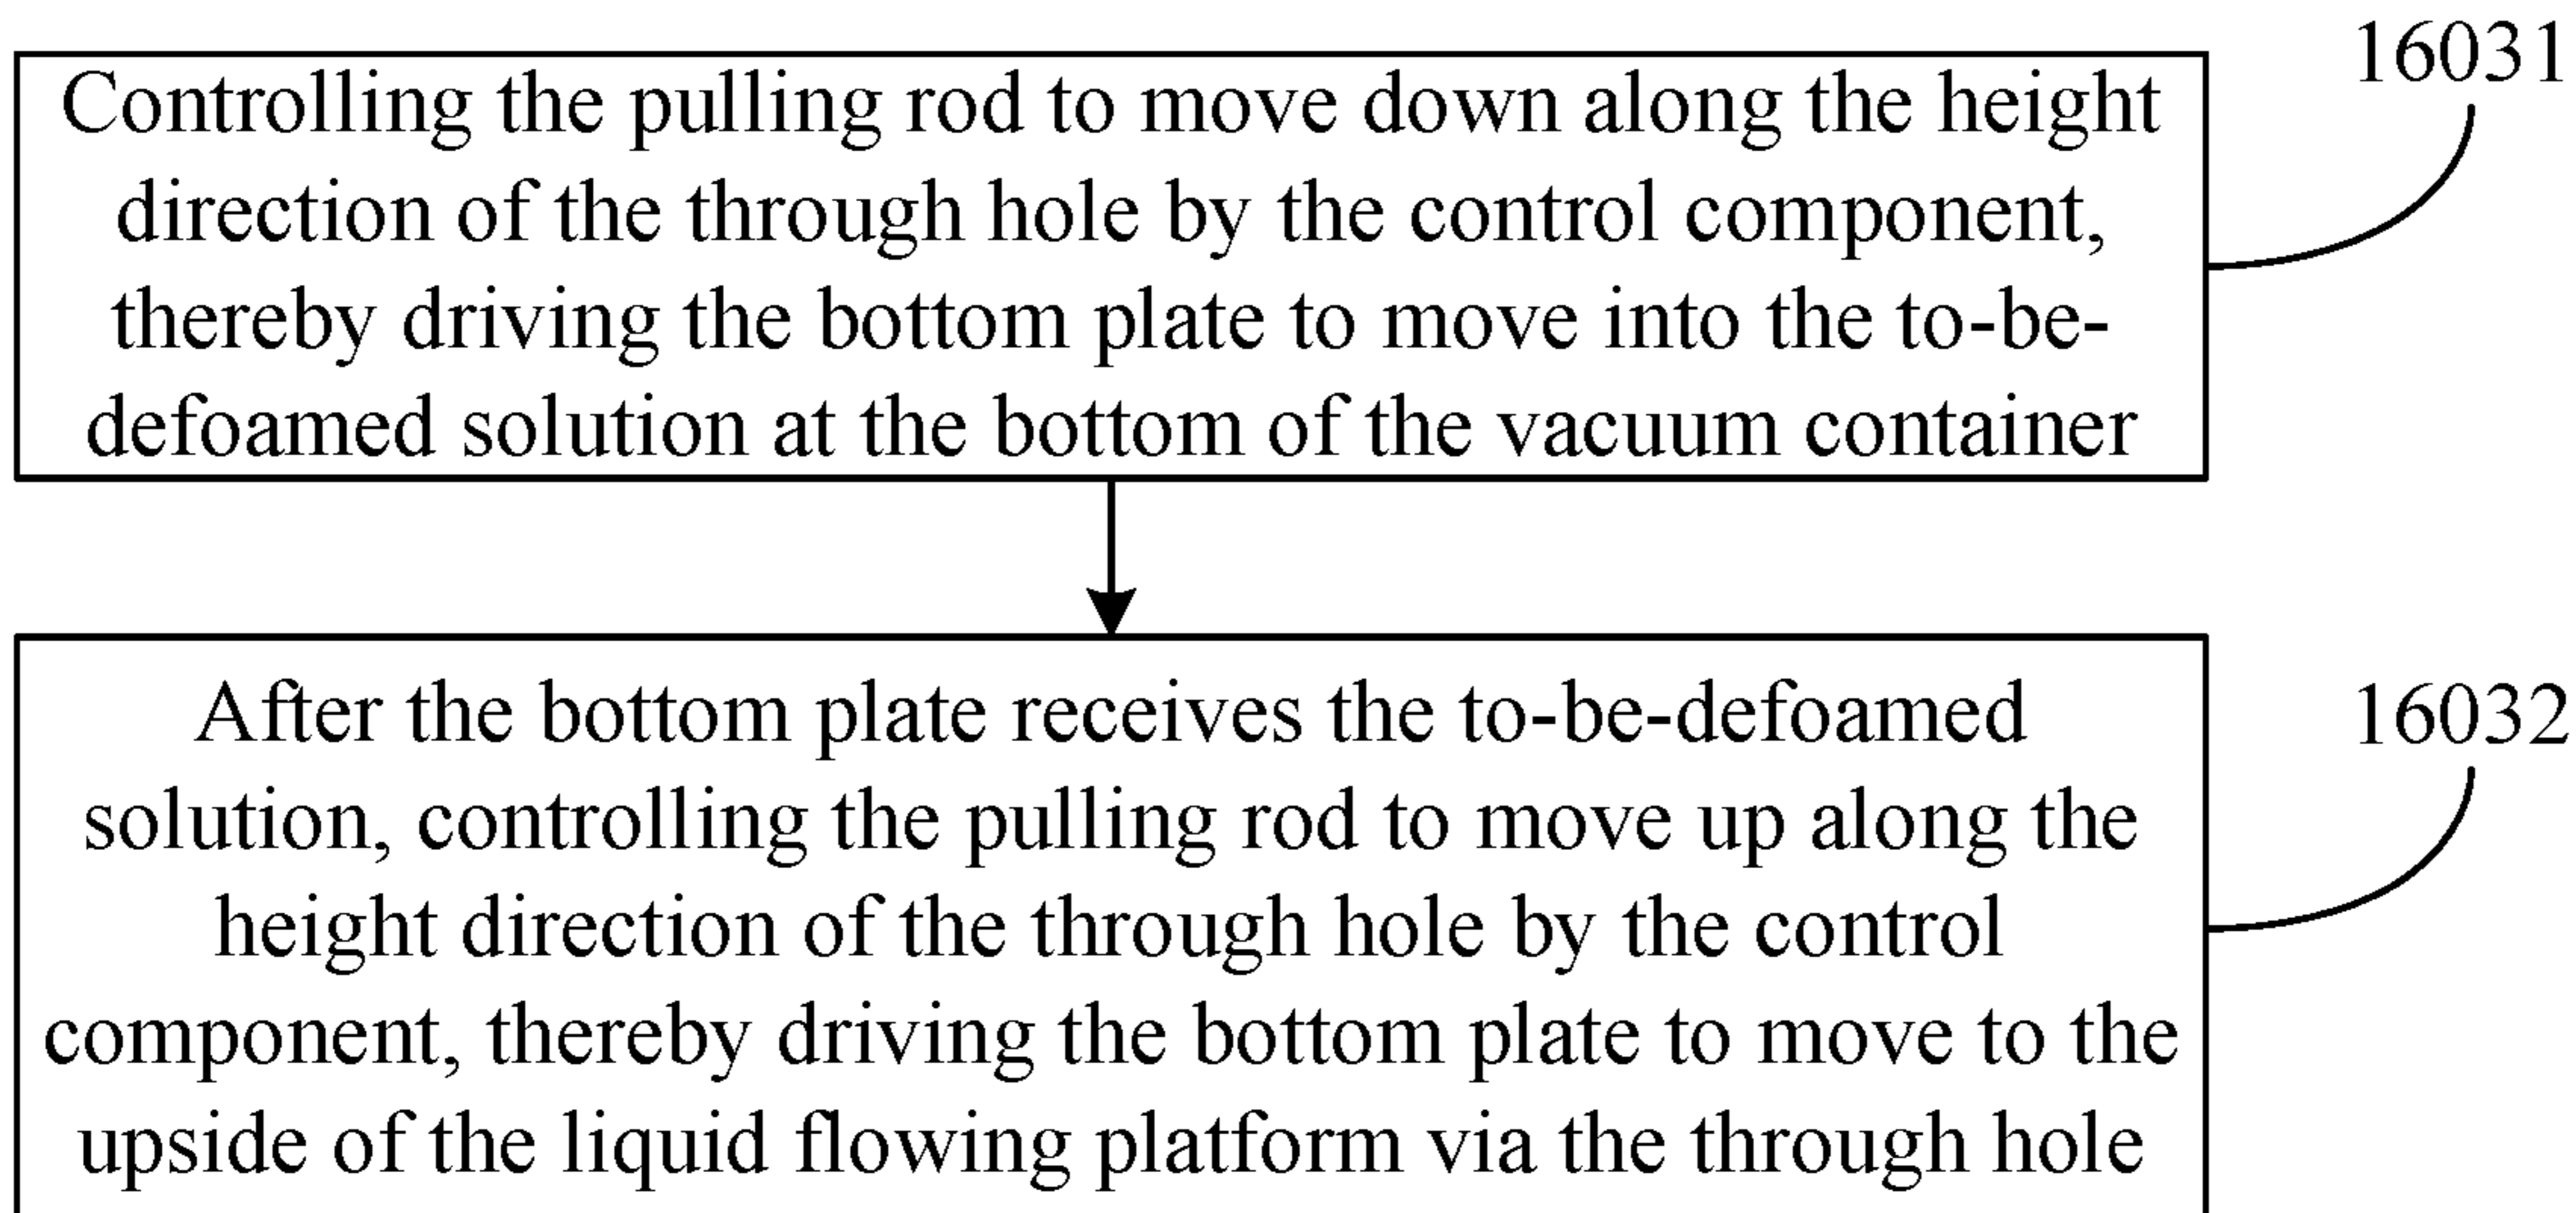 16031
Controlling the pulling rod to move down along the height
direction of the through hole by the control component,
thereby driving the bottom plate to move into the to-be-
defoamed solution at the bottom of the vacuum container
16032
After the bottom plate receives the to-be-defoamed
solution, controlling the pulling rod to move up along the
height direction of the through hole by the control
component, thereby driving the bottom plate to move to the
upside of the liquid flowing platform via the through hole